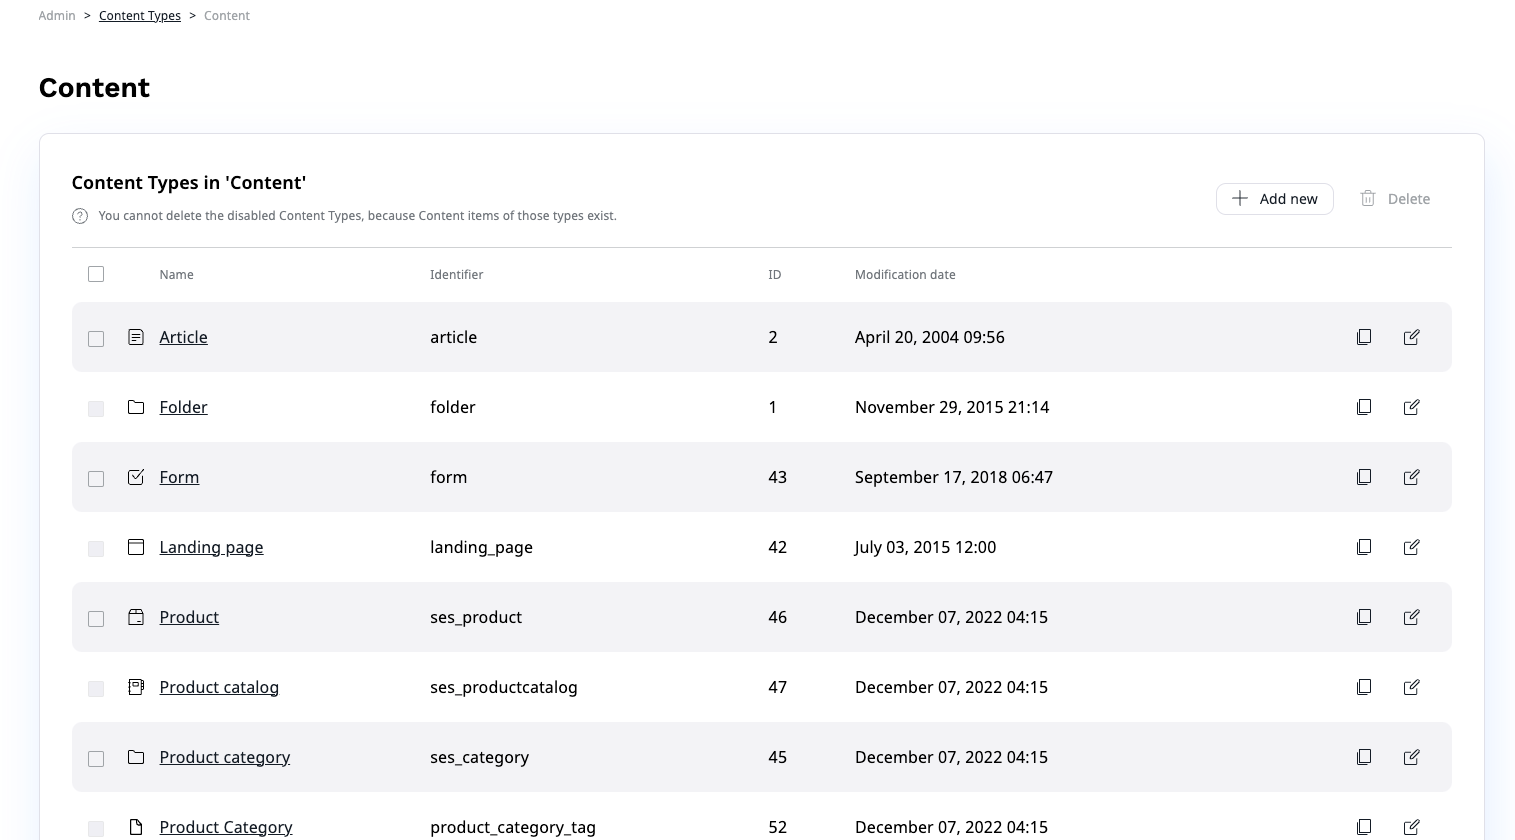 Admin > Content Types > Content
Content
Content Types in 'Content'
You cannot delete the disabled Content Types, because Content items of those types exist.
Add new Delete
Name Identifier ID Modification date
Article article 2 April 20, 2004 09:56
Folder folder 1 November 29, 2015 21:14
Form form 43 September 17, 2018 06:47
Landing page landing_page 42 July 03, 2015 12:00
Product ses_product 46 December 07, 2022 04:15
Product catalog ses_productcatalog 47 December 07, 2022 04:15
Product category ses_category 45 December 07, 2022 04:15
Product Category product_category_tag 52 December 07, 2022 04:15